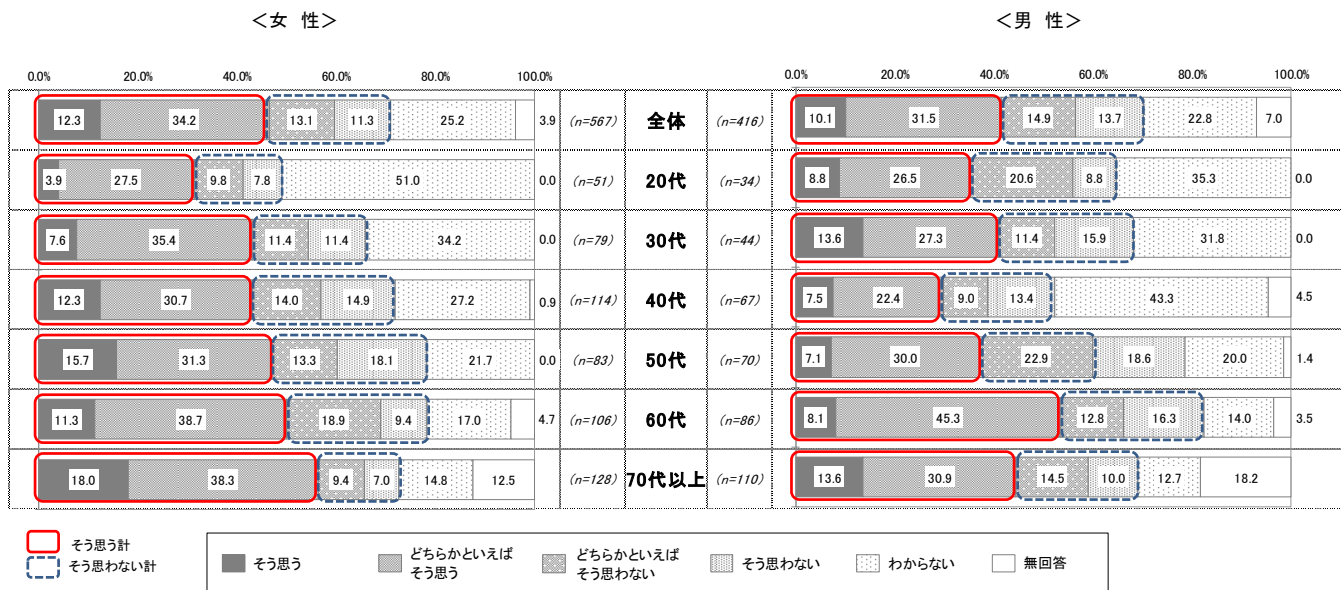 ＜女 性＞ ＜男 性＞
0.0% 20.0% 40.0% 60.0% 80.0% 100.0% 0.0% 20.0% 40.0% 60.0% 80.0% 100.0%
12.3 34.2 13.1 11.3 25.2 3.9 (n=567) 全体 (n=416) 10.1 31.5 14.9 13.7 22.8 7.0
3.9 27.5 9.8 7.8 51.0 0.0 (n=51) 20代 (n=34) 8.8 26.5 20.6 8.8 35.3 0.0
7.6 35.4 11.4 11.4 34.2 0.0 (n=79) 30代 (n=44) 13.6 27.3 11.4 15.9 31.8 0.0
12.3 30.7 14.0 14.9 27.2 0.9 (n=114) 40代 (n=67) 7.5 22.4 9.0 13.4 43.3 4.5
15.7 31.3 13.3 18.1 21.7 0.0 (n=83) 50代 (n=70) 7.1 30.0 22.9 18.6 20.0 1.4
11.3 38.7 18.9 9.4 17.0 4.7 (n=106) 60代 (n=86) 8.1 45.3 12.8 16.3 14.0 3.5
18.0 38.3 9.4 7.0 14.8 12.5 (n=128) 70代以上 (n=110) 13.6 30.9 14.5 10.0 12.7 18.2
そう思う計
そう思わない計
そう思う
どちらかといえば
そう思う
どちらかといえば
そう思わない
そう思わない
わからない
無回答